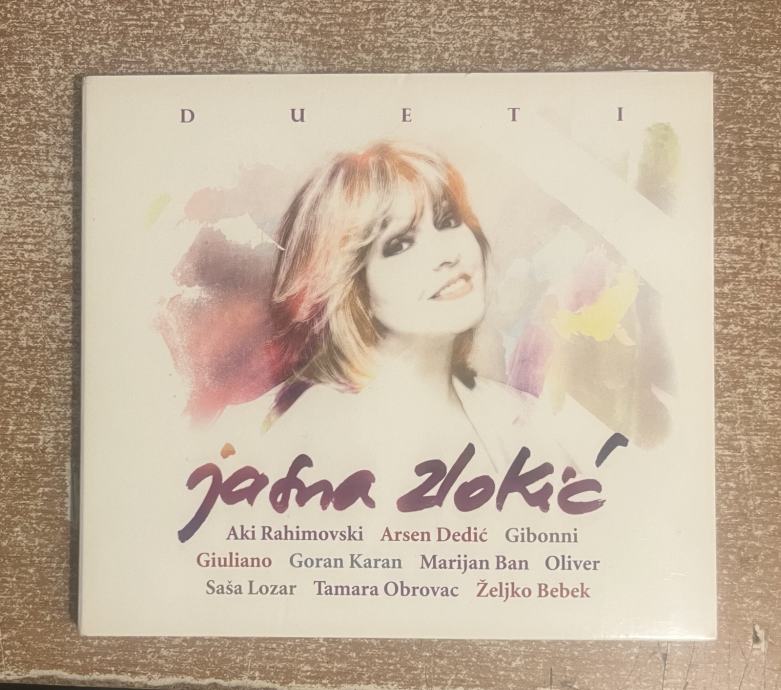 DUETI
jasna zlokić
Aki Rahimovski Arsen Dedić Gibonni
Giuliano Goran Karan Marijan Ban Oliver
Saša Lozar Tamara Obrovac Željko Bebek